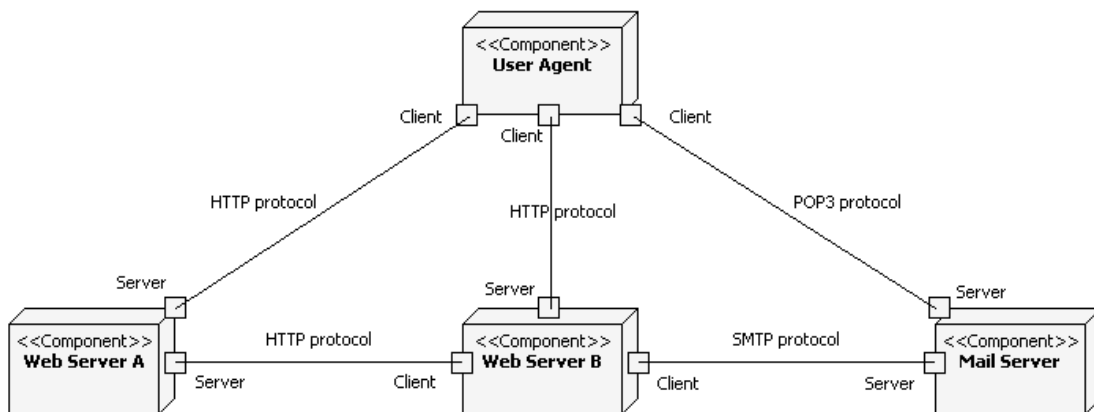 <<Component>>
User Agent
Client
Client
Client
HTTP protocol
HTTP protocol
POP3 protocol
Server
Server
Server
<<Component>>
Web Server A
HTTP protocol
Server
Client
<<Component>>
Web Server B
SMTP protocol
Client
Server
<<Component>>
Mail Server